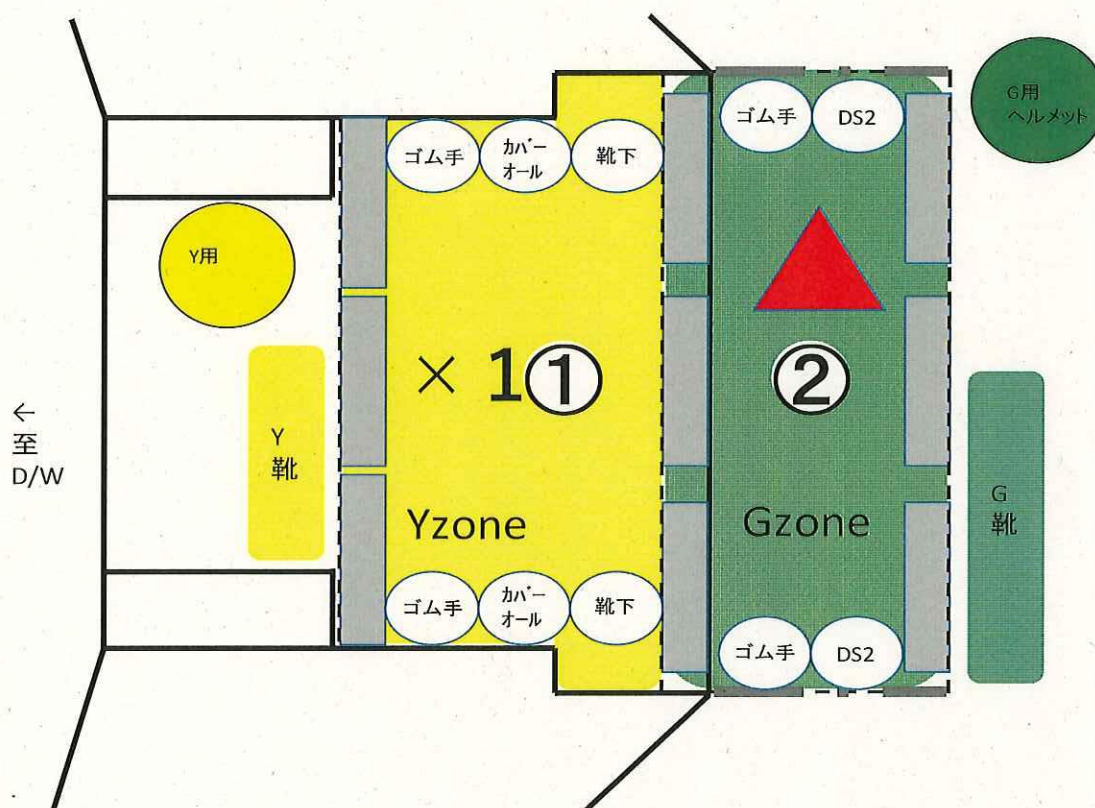 G用
ヘルメット
ゴム手
カバー
オール
靴下
ゴム手
DS2
Y用
← 
至
D/W
Y
靴
× 1①
②
Yzone
Gzone
G
靴
ゴム手
カバー
オール
靴下
ゴム手
DS2